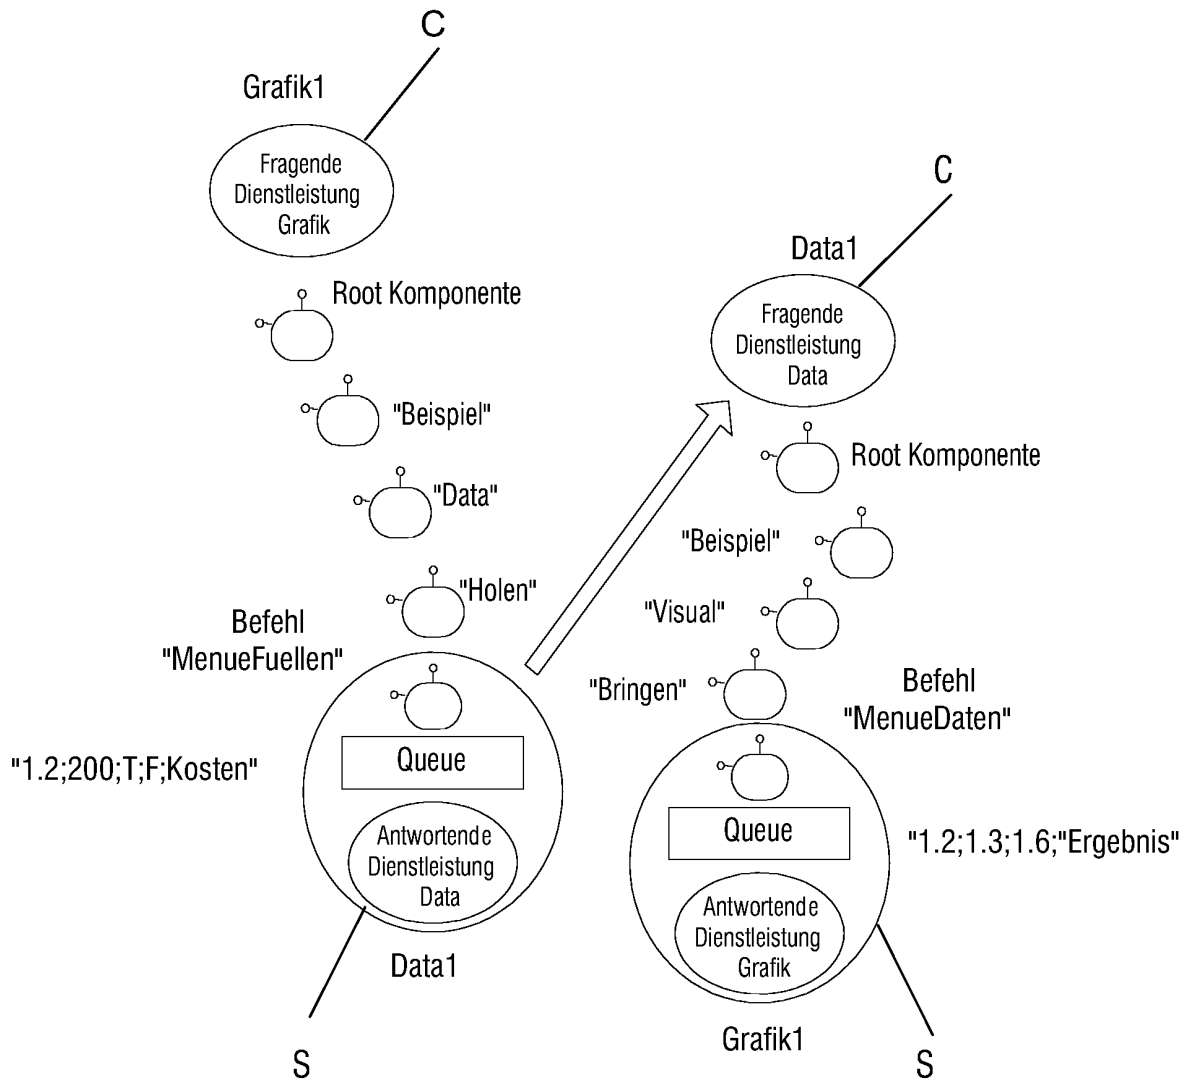 C
Grafik1
Fragende
Dienstleistung
Grafik
Root Komponente
"Beispiel"
"Data"
"Holen"
Befehl
"MenueFuellen"
Queue
"1.2;200;T;F;Kosten"
Antwortende
Dienstleistung
Data
Data1
S
C
Data1
Fragende
Dienstleistung
Data
Root Komponente
"Beispiel"
"Visual"
"Bringen"
Befehl
"MenueDaten"
Queue
"1.2;1.3;1.6;"Ergebnis"
Antwortende
Dienstleistung
Grafik
Grafik1
S